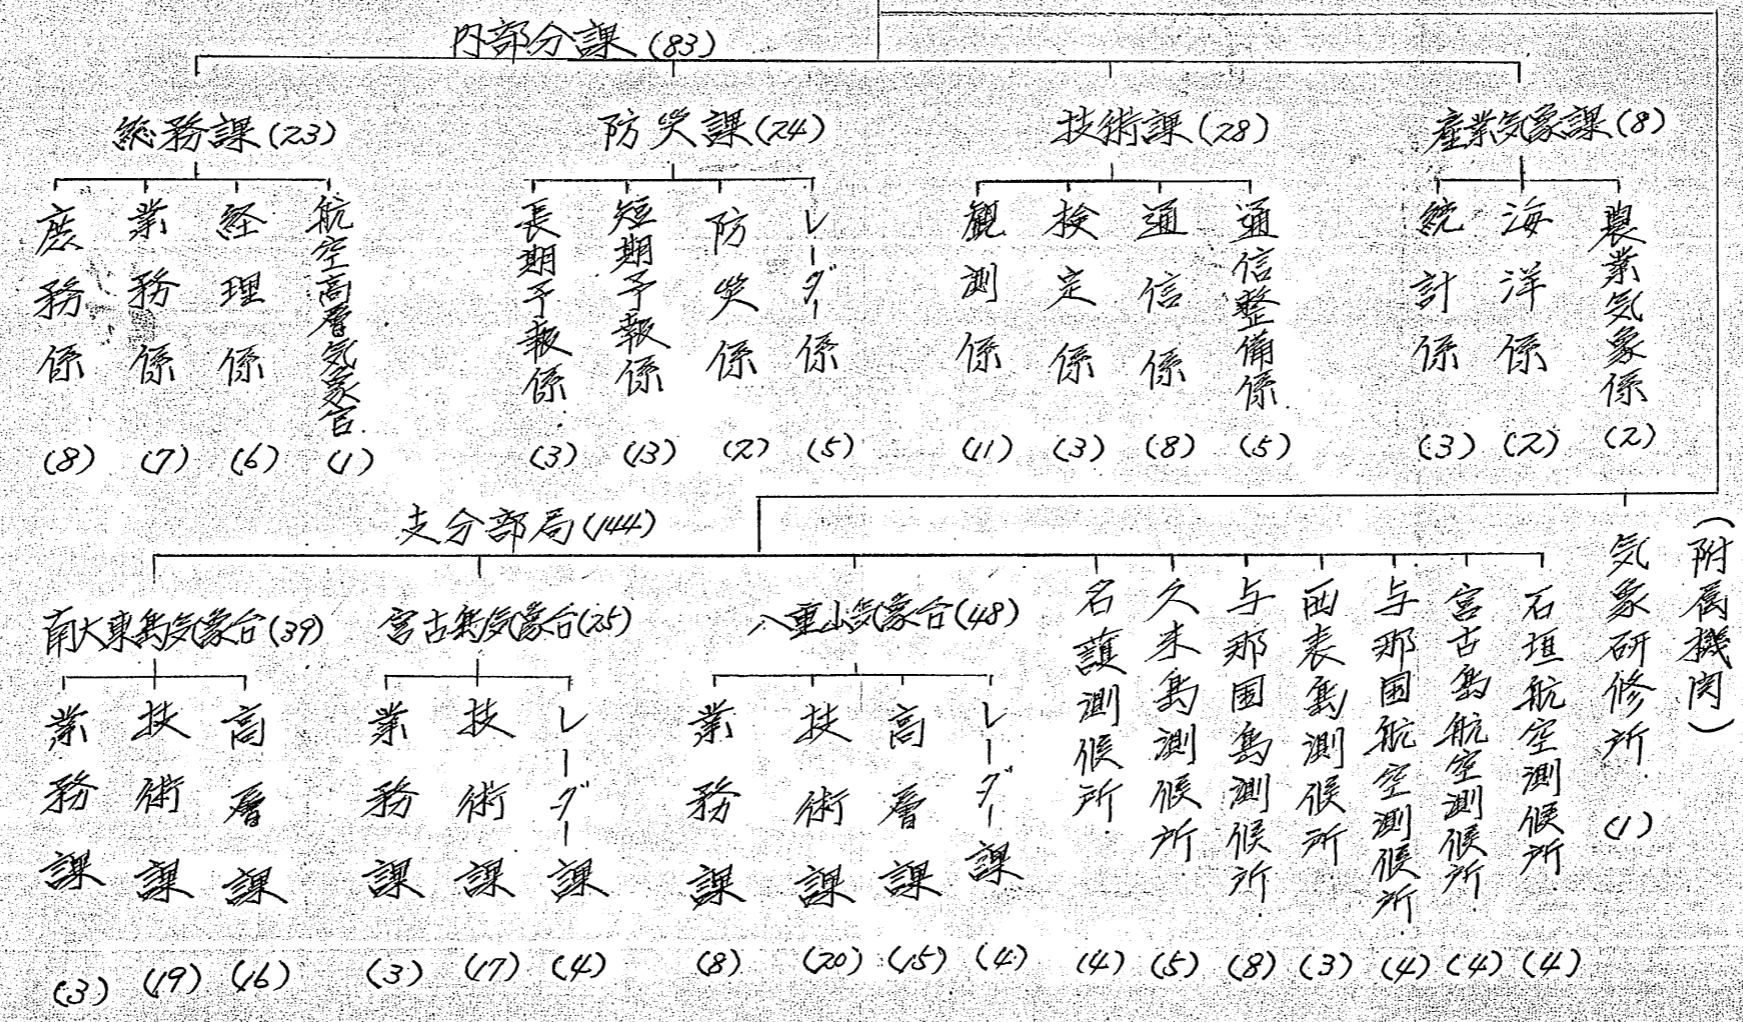 内部分課(83)
総務課(23)
防災課(24)
技術課(28)
産業気象課(8)
庶務係
(8)
業務係
(7)
経理係
(6)
航空高層気象官
(1)
長期予報係
(3)
短期予報係
(13)
防災係
(2)
レーダー係
(5)
観測係
(11)
検定係
(3)
通信係
(8)
通信整備係
(5)
統計係
(3)
海洋係
(2)
農業気象係
(2)
支分部局(144)
南大東島気象台(39)
宮古島気象台(25)
八重山気象台(48)
業務課
(3)
技術課
(19)
高層課
(16)
業務課
(3)
技術課
(17)
レーダー課
(4)
業務課
(8)
技術課
(20)
高層課
(15)
レーダー課
(4)
名護測候所
(4)
久米島測候所
(5)
与那国島測候所
(8)
西表島測候所
(3)
与那国航空測候所
(4)
宮古島航空測候所
(4)
石垣航空測候所
(4)
(附属機関)
気象研修所
(1)